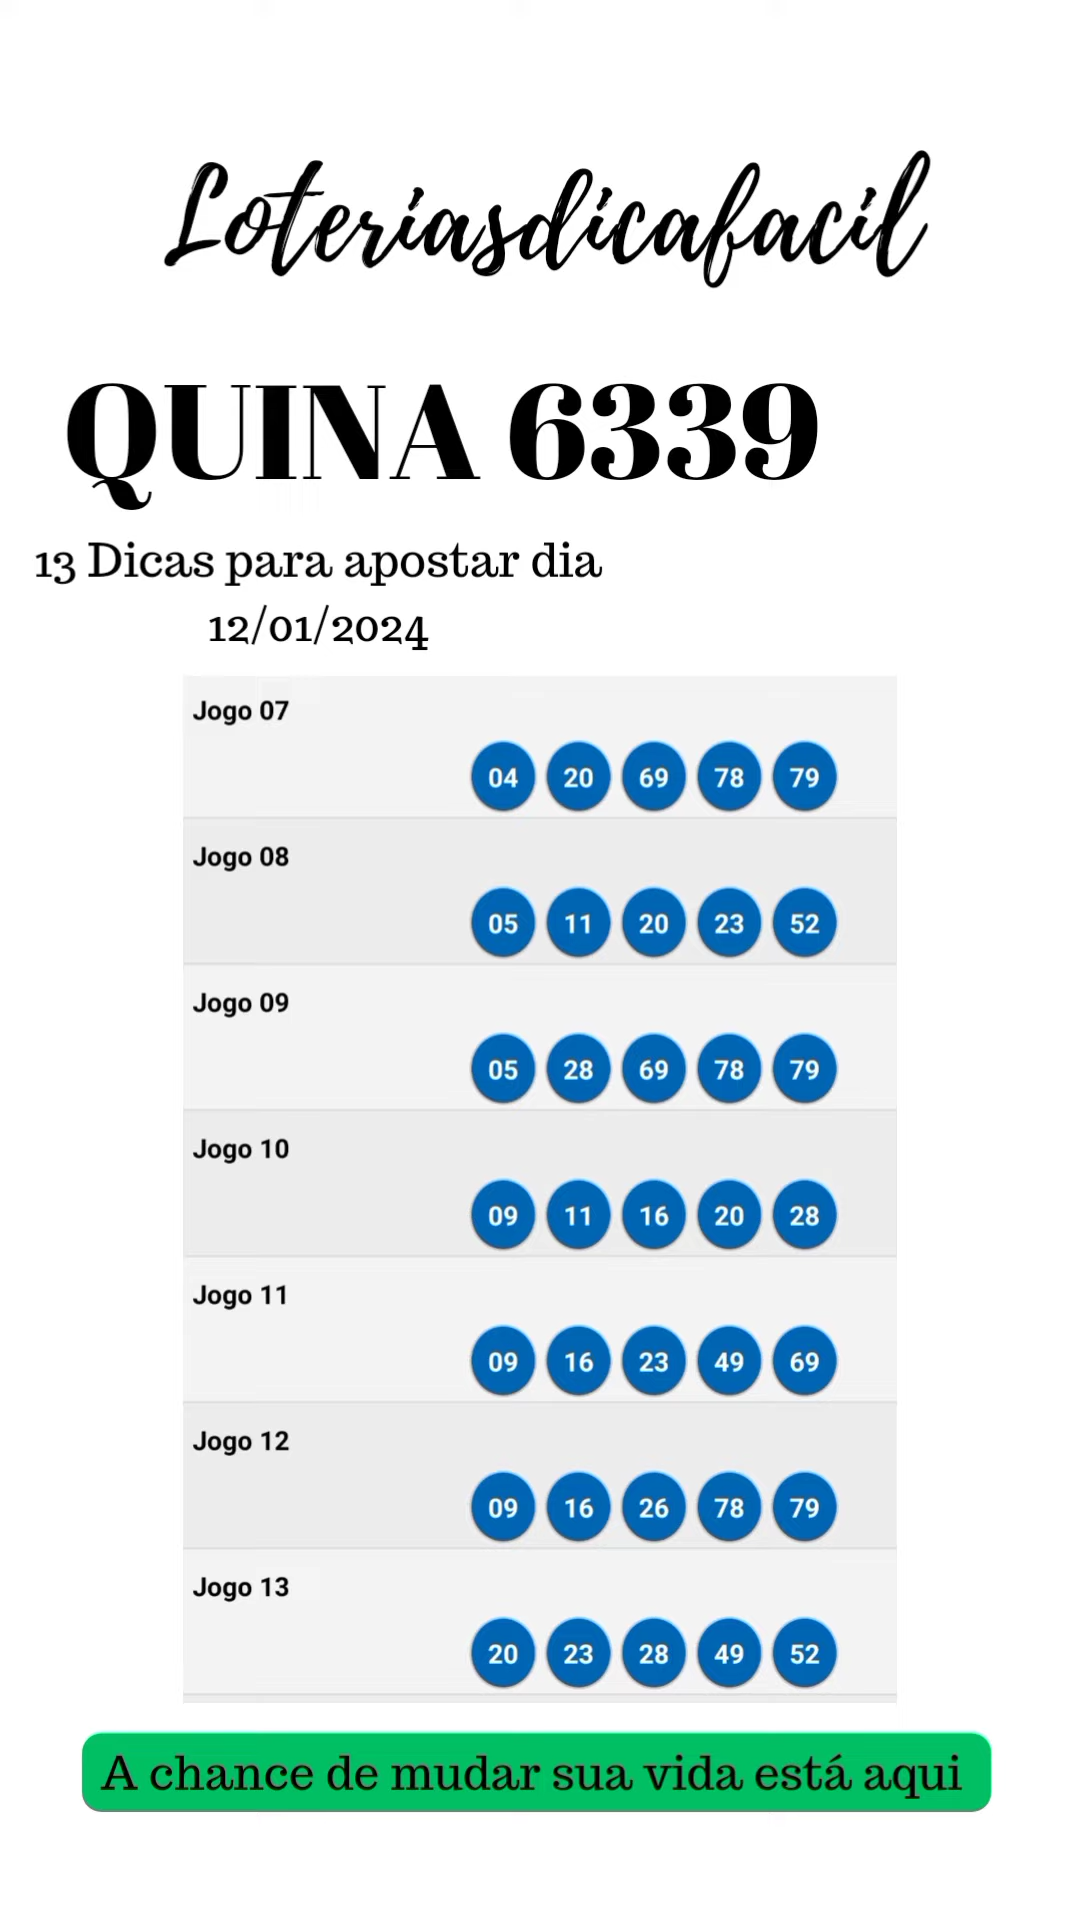 Loteriasdicafacil
QUINA 6339
13 Dicas para apostar dia
12/01/2024
Jogo 07
04 20 69 78 79
Jogo 08
05 11 20 23 52
Jogo 09
05 28 69 78 79
Jogo 10
09 11 16 20 28
Jogo 11
09 16 23 49 69
Jogo 12
09 16 26 78 79
Jogo 13
20 23 28 49 52
A chance de mudar sua vida está aqui